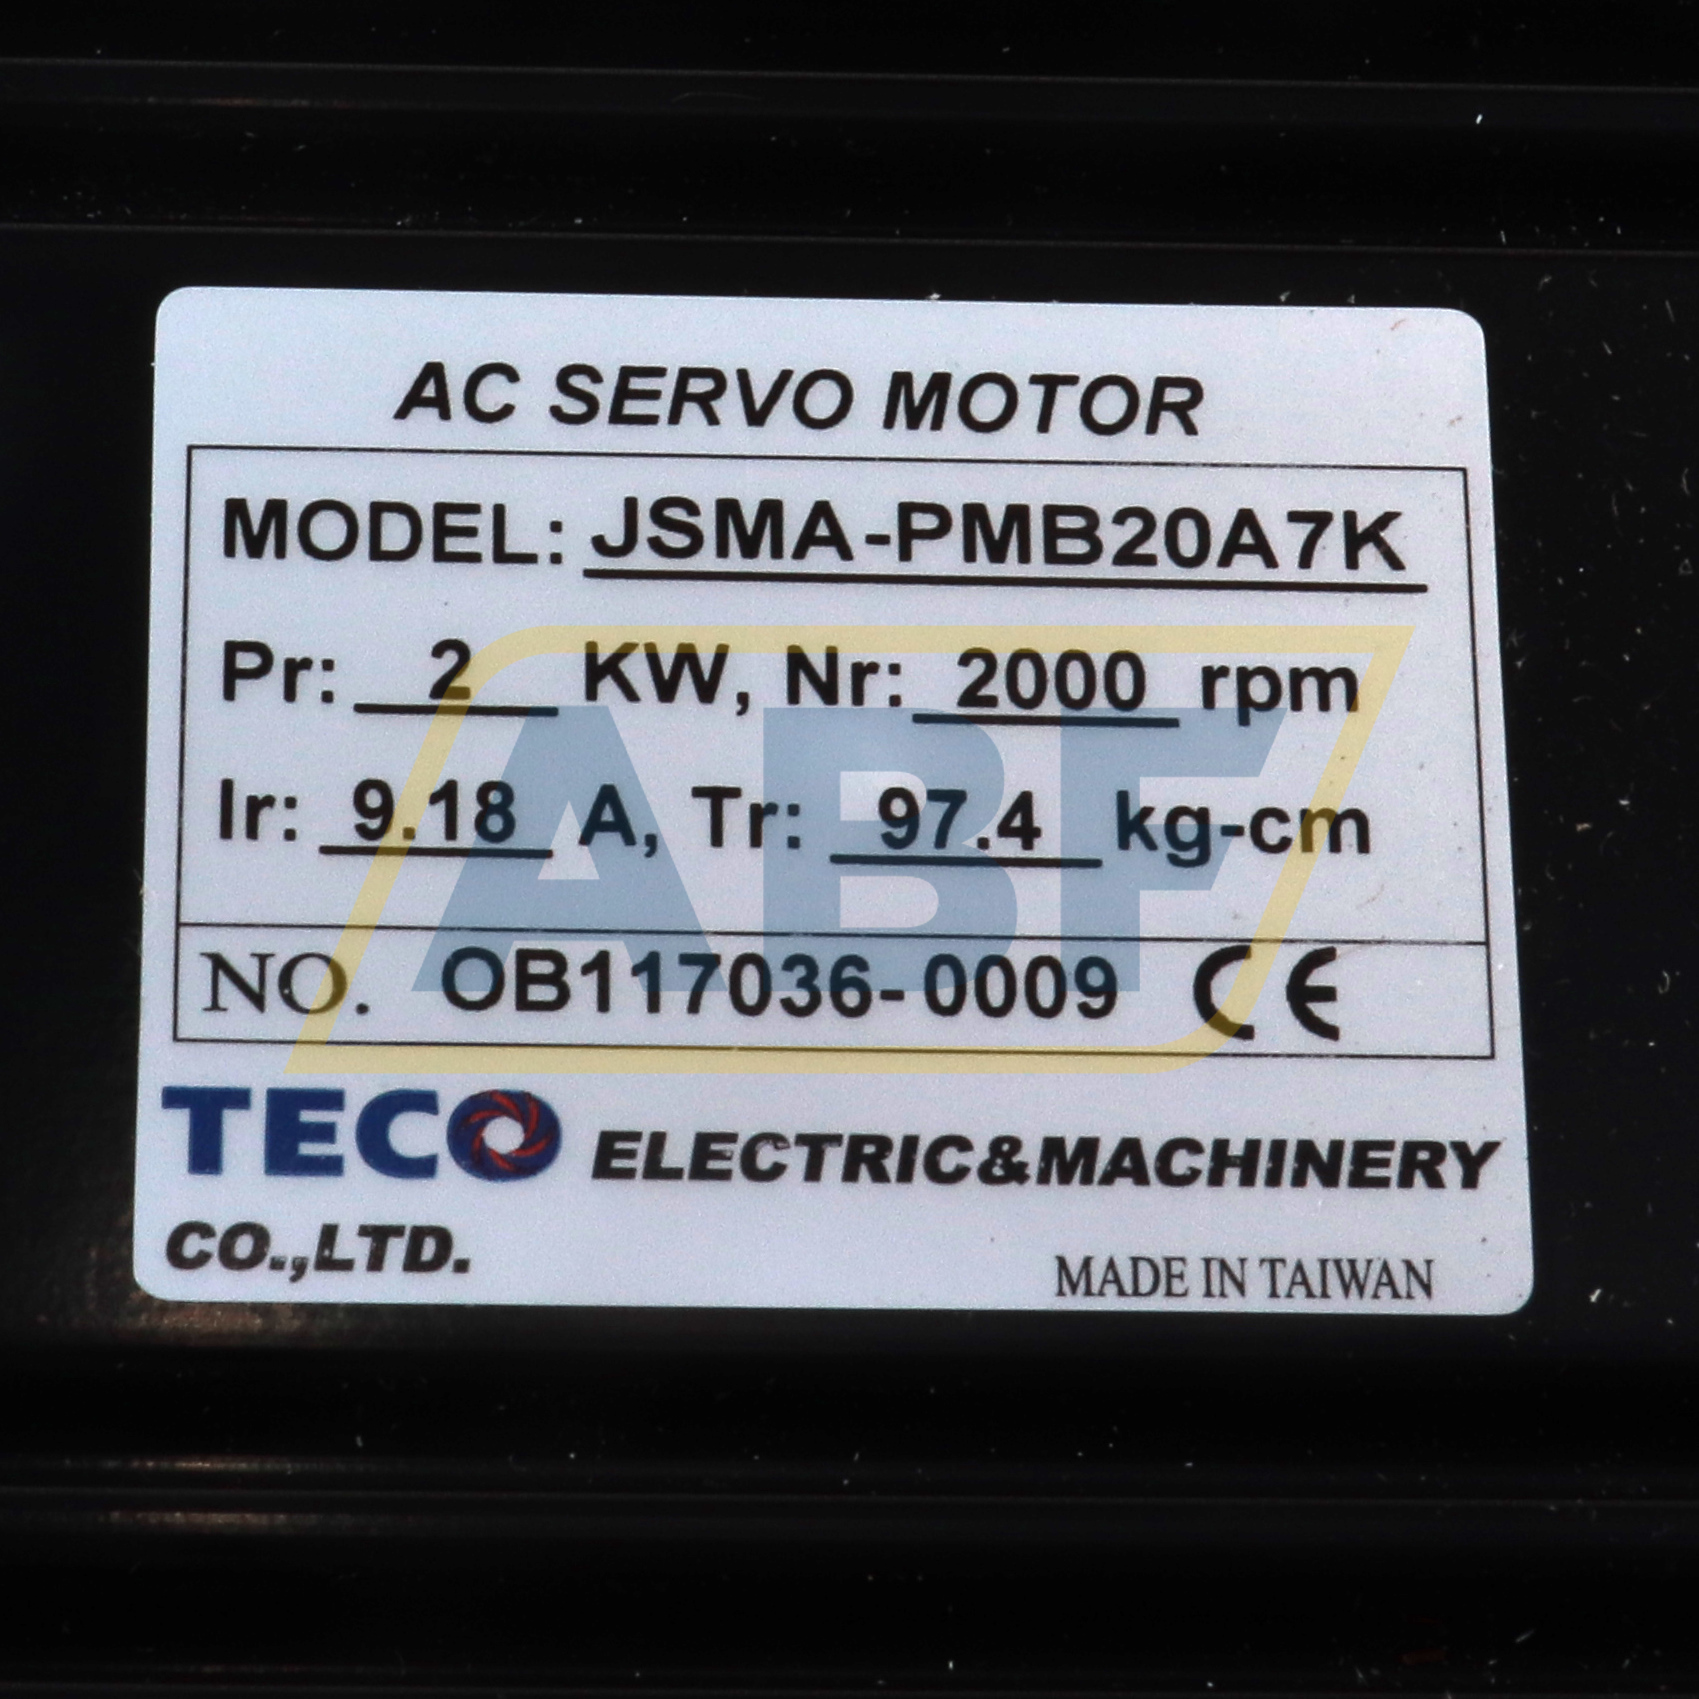 AC SERVO MOTOR
MODEL: JSMA-PMB20A7K
Pr: 2 KW, Nr: 2000 rpm
Ir: 9.18 A, Tr: 97.4 kg-cm
ABF
NO. OB117036-0009 CE
TECO ELECTRIC&MACHINERY
CO.,LTD.
MADE IN TAIWAN